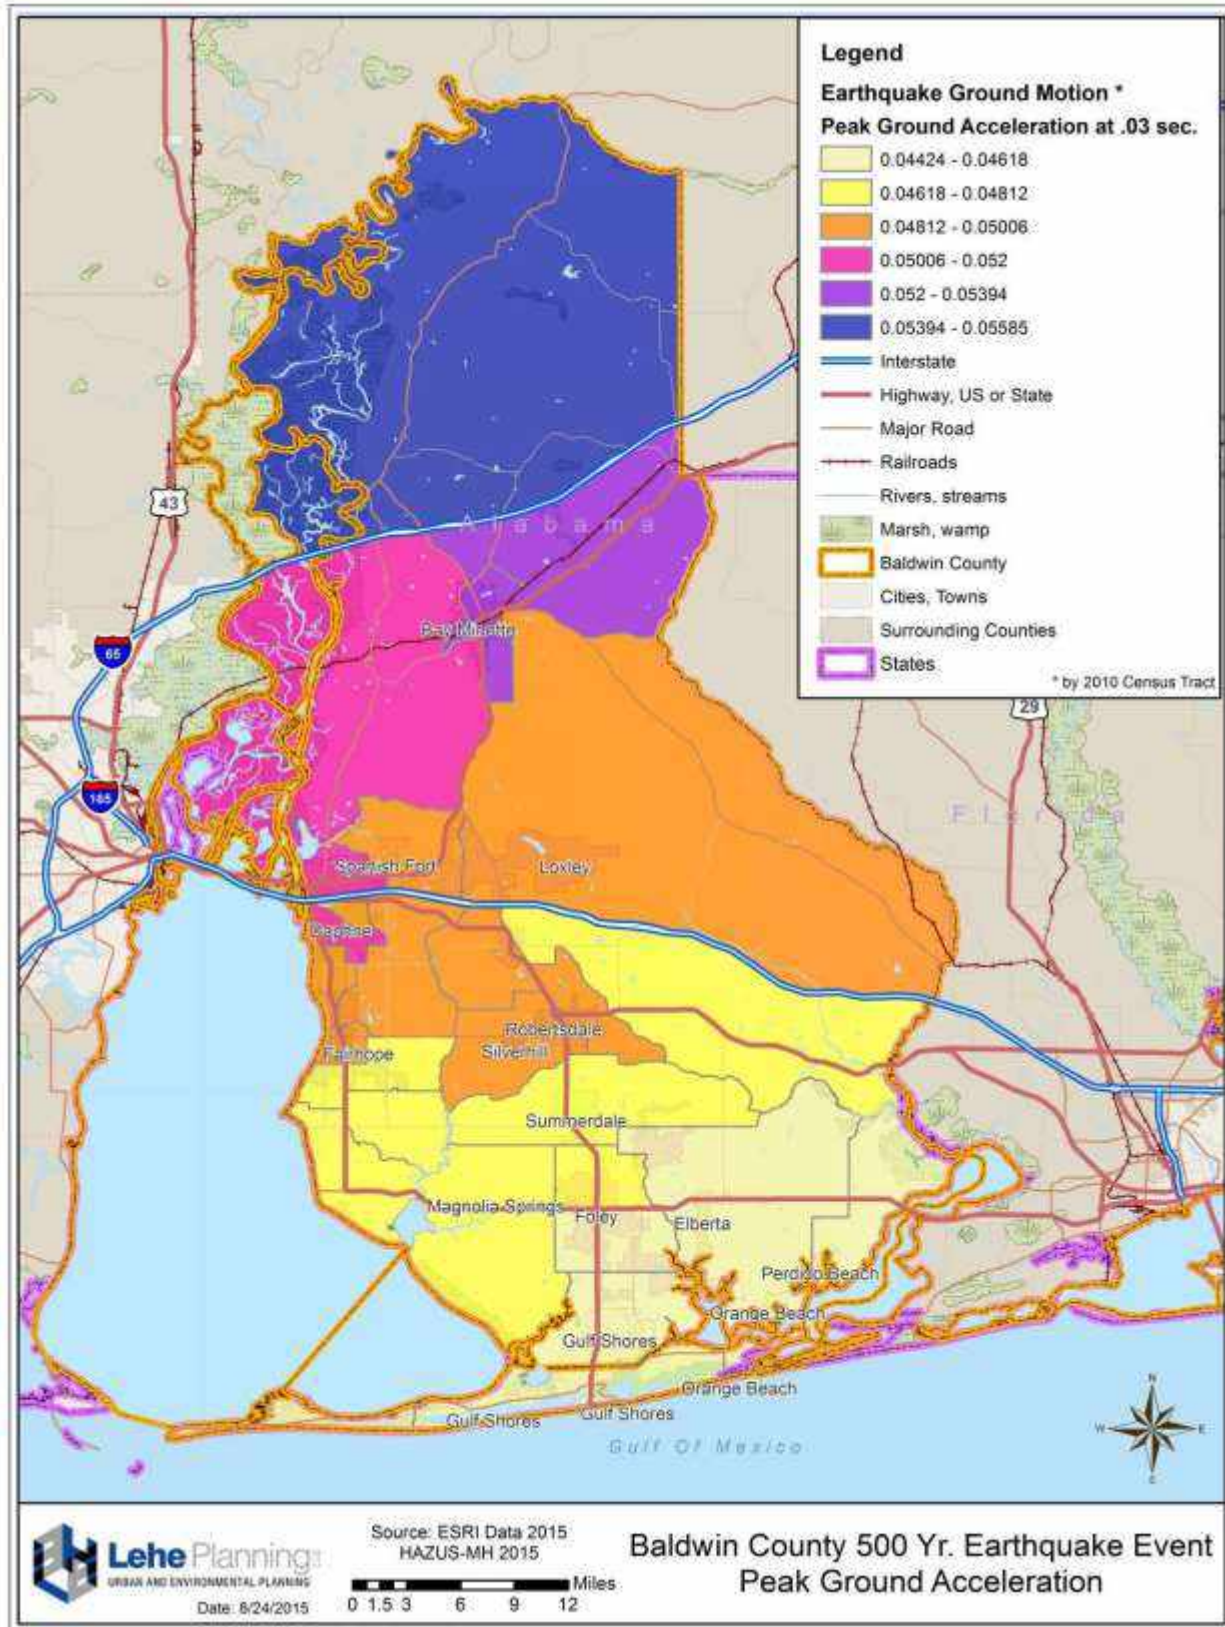 Legend
Earthquake Ground Motion *
Peak Ground Acceleration at .03 sec.
0.04424 - 0.04618
0.04618 - 0.04812
0.04812 - 0.05006
0.05006 - 0.052
0.052 - 0.05394
0.05394 - 0.05585
Interstate
Highway, US or State
Major Road
Railroads
Rivers, streams
Marsh, wamp
Baldwin County
Cities, Towns
Surrounding Counties
States
* by 2010 Census Tract
43
Alabama
Bay Minette
65
29
165
Florida
Spanish Fort
Loxley
Daphne
Robertsdale
Fairhope
Silverhill
Summerdale
Magnolia Springs
Foley
Elberta
Perdido Beach
Orange Beach
Gulf Shores
Orange Beach
Gulf Shores
Gulf Shores
Gulf Of Mexico
N
W
E
Lehe Planning
URBAN AND ENVIRONMENTAL PLANNING
Date: 8/24/2015
Source: ESRI Data 2015
HAZUS-MH 2015
Miles
0 1.5 3 6 9 12
Baldwin County 500 Yr. Earthquake Event
Peak Ground Acceleration